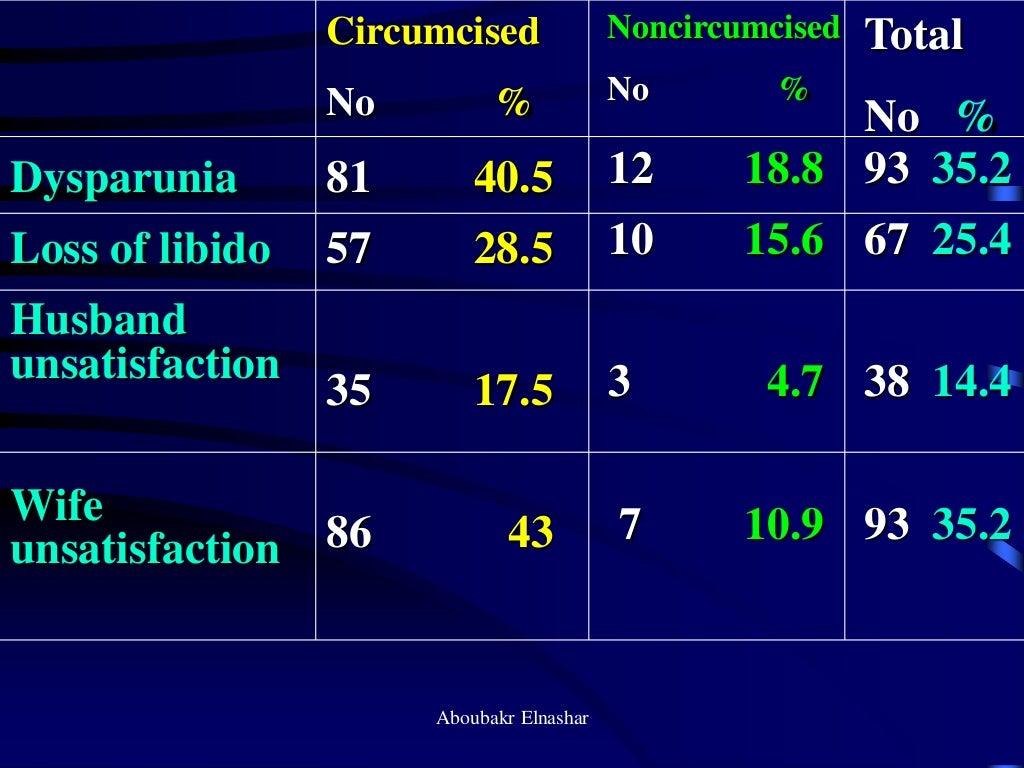 Circumcised Noncircumcised Total
No % No % No %
Dysparunia 81 40.5 12 18.8 93 35.2
Loss of libido 57 28.5 10 15.6 67 25.4
Husband
unsatisfaction 35 17.5 3 4.7 38 14.4
Wife
unsatisfaction 86 43 7 10.9 93 35.2
Aboubakr Elnashar